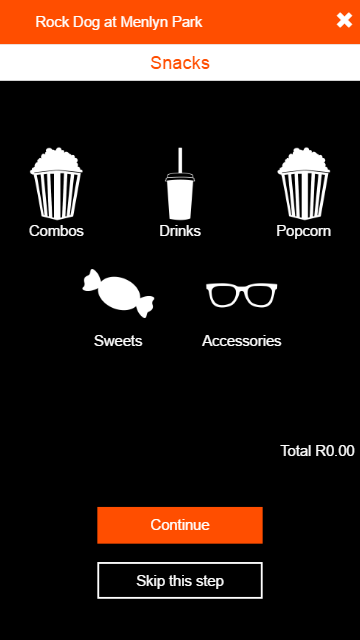 Rock Dog at Menlyn Park
Snacks
Combos
Drinks
Popcorn
Sweets
Accessories
Total R0.00
Continue
Skip this step